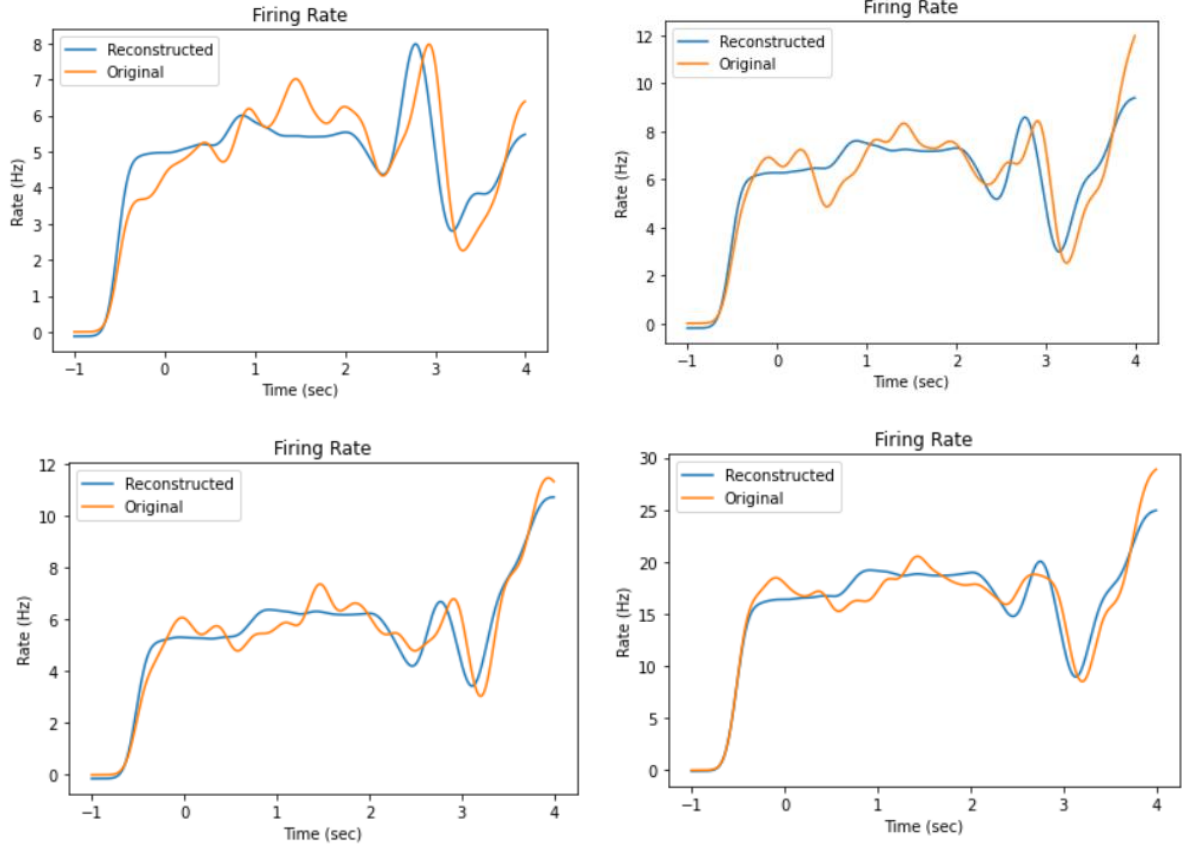 Firing Rate
Reconstructed
Original
8
7
6
5
4
3
2
1
0
Rate (Hz)
−1 0 1 2 3 4
Time (sec)
Firing Rate
Reconstructed
Original
12
10
8
6
4
2
0
Rate (Hz)
−1 0 1 2 3 4
Time (sec)
Firing Rate
Reconstructed
Original
12
10
8
6
4
2
0
Rate (Hz)
−1 0 1 2 3 4
Time (sec)
Firing Rate
Reconstructed
Original
30
25
20
15
10
5
0
Rate (Hz)
−1 0 1 2 3 4
Time (sec)